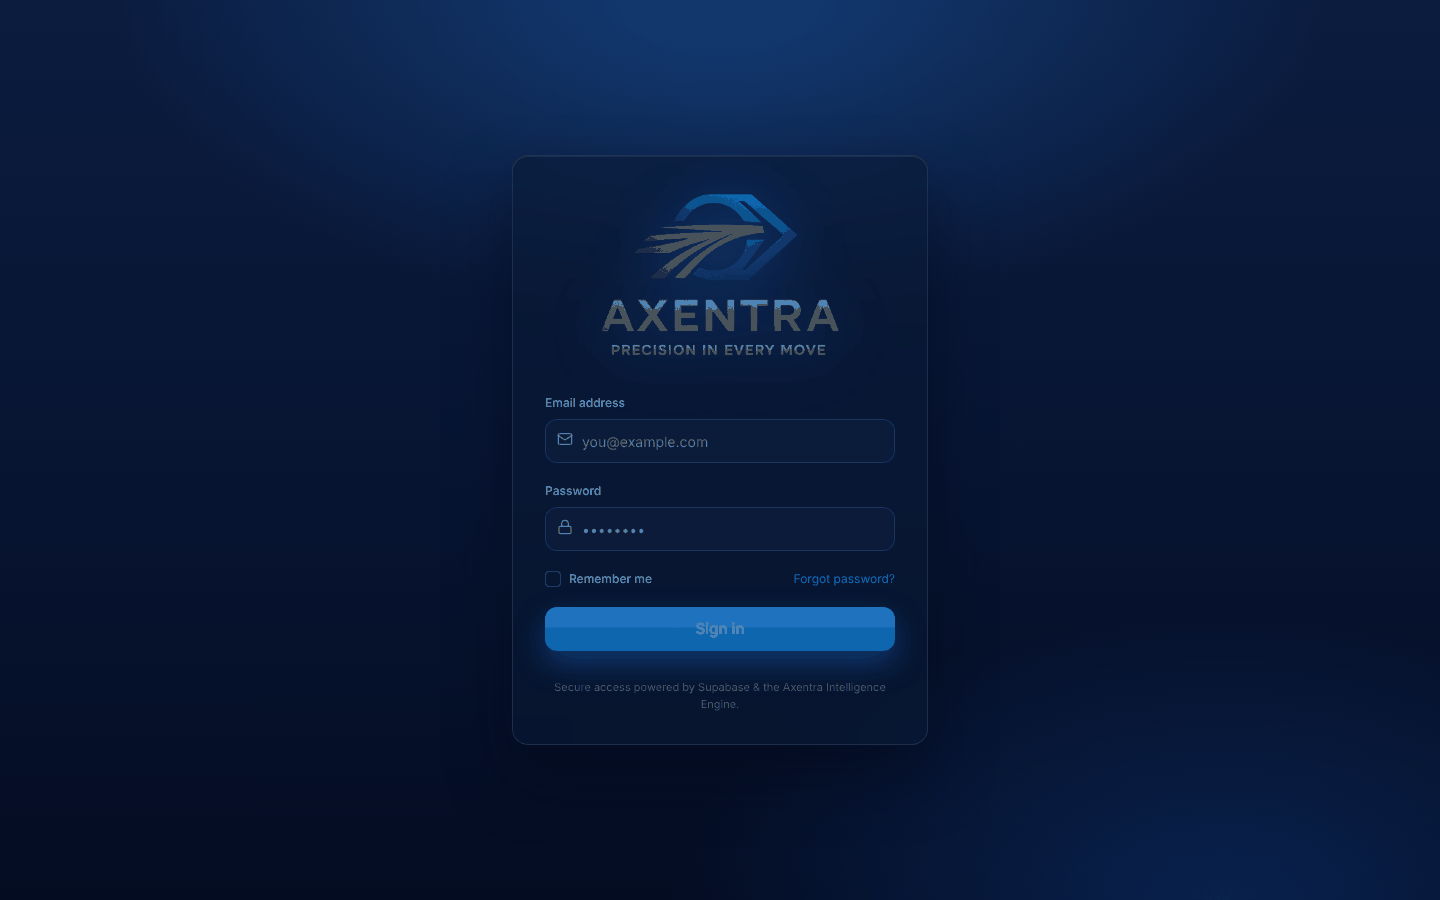 AXENTRA
PRECISION IN EVERY MOVE
Email address
you@example.com
Password
••••••••
Remember me
Forgot password?
Sign in
Secure access powered by Supabase & the Axentra Intelligence
Engine.